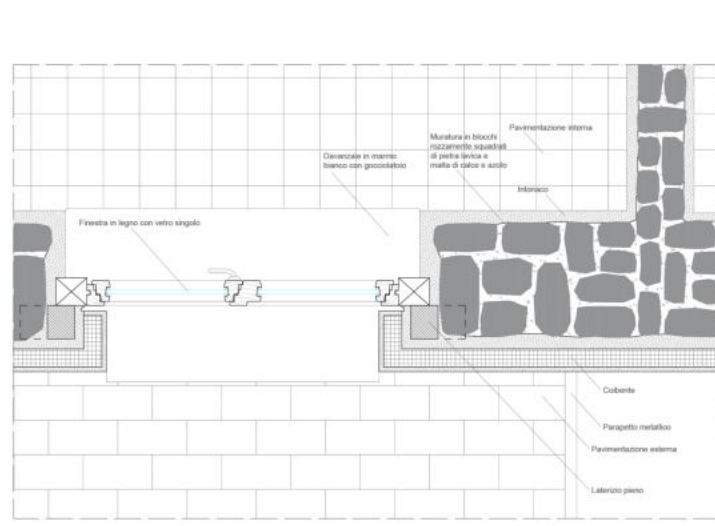 Pavimentazione interna
Muratura in blocchi
rozzamente squadrati
di pietra lavica e
malta di calce e azolo
Davanzale in marmo
bianco con gocciolatoio
Intonaco
Finestra in legno con vetro singolo
Coibente
Parapetto metallico
Pavimentazione esterna
Laterizio pieno